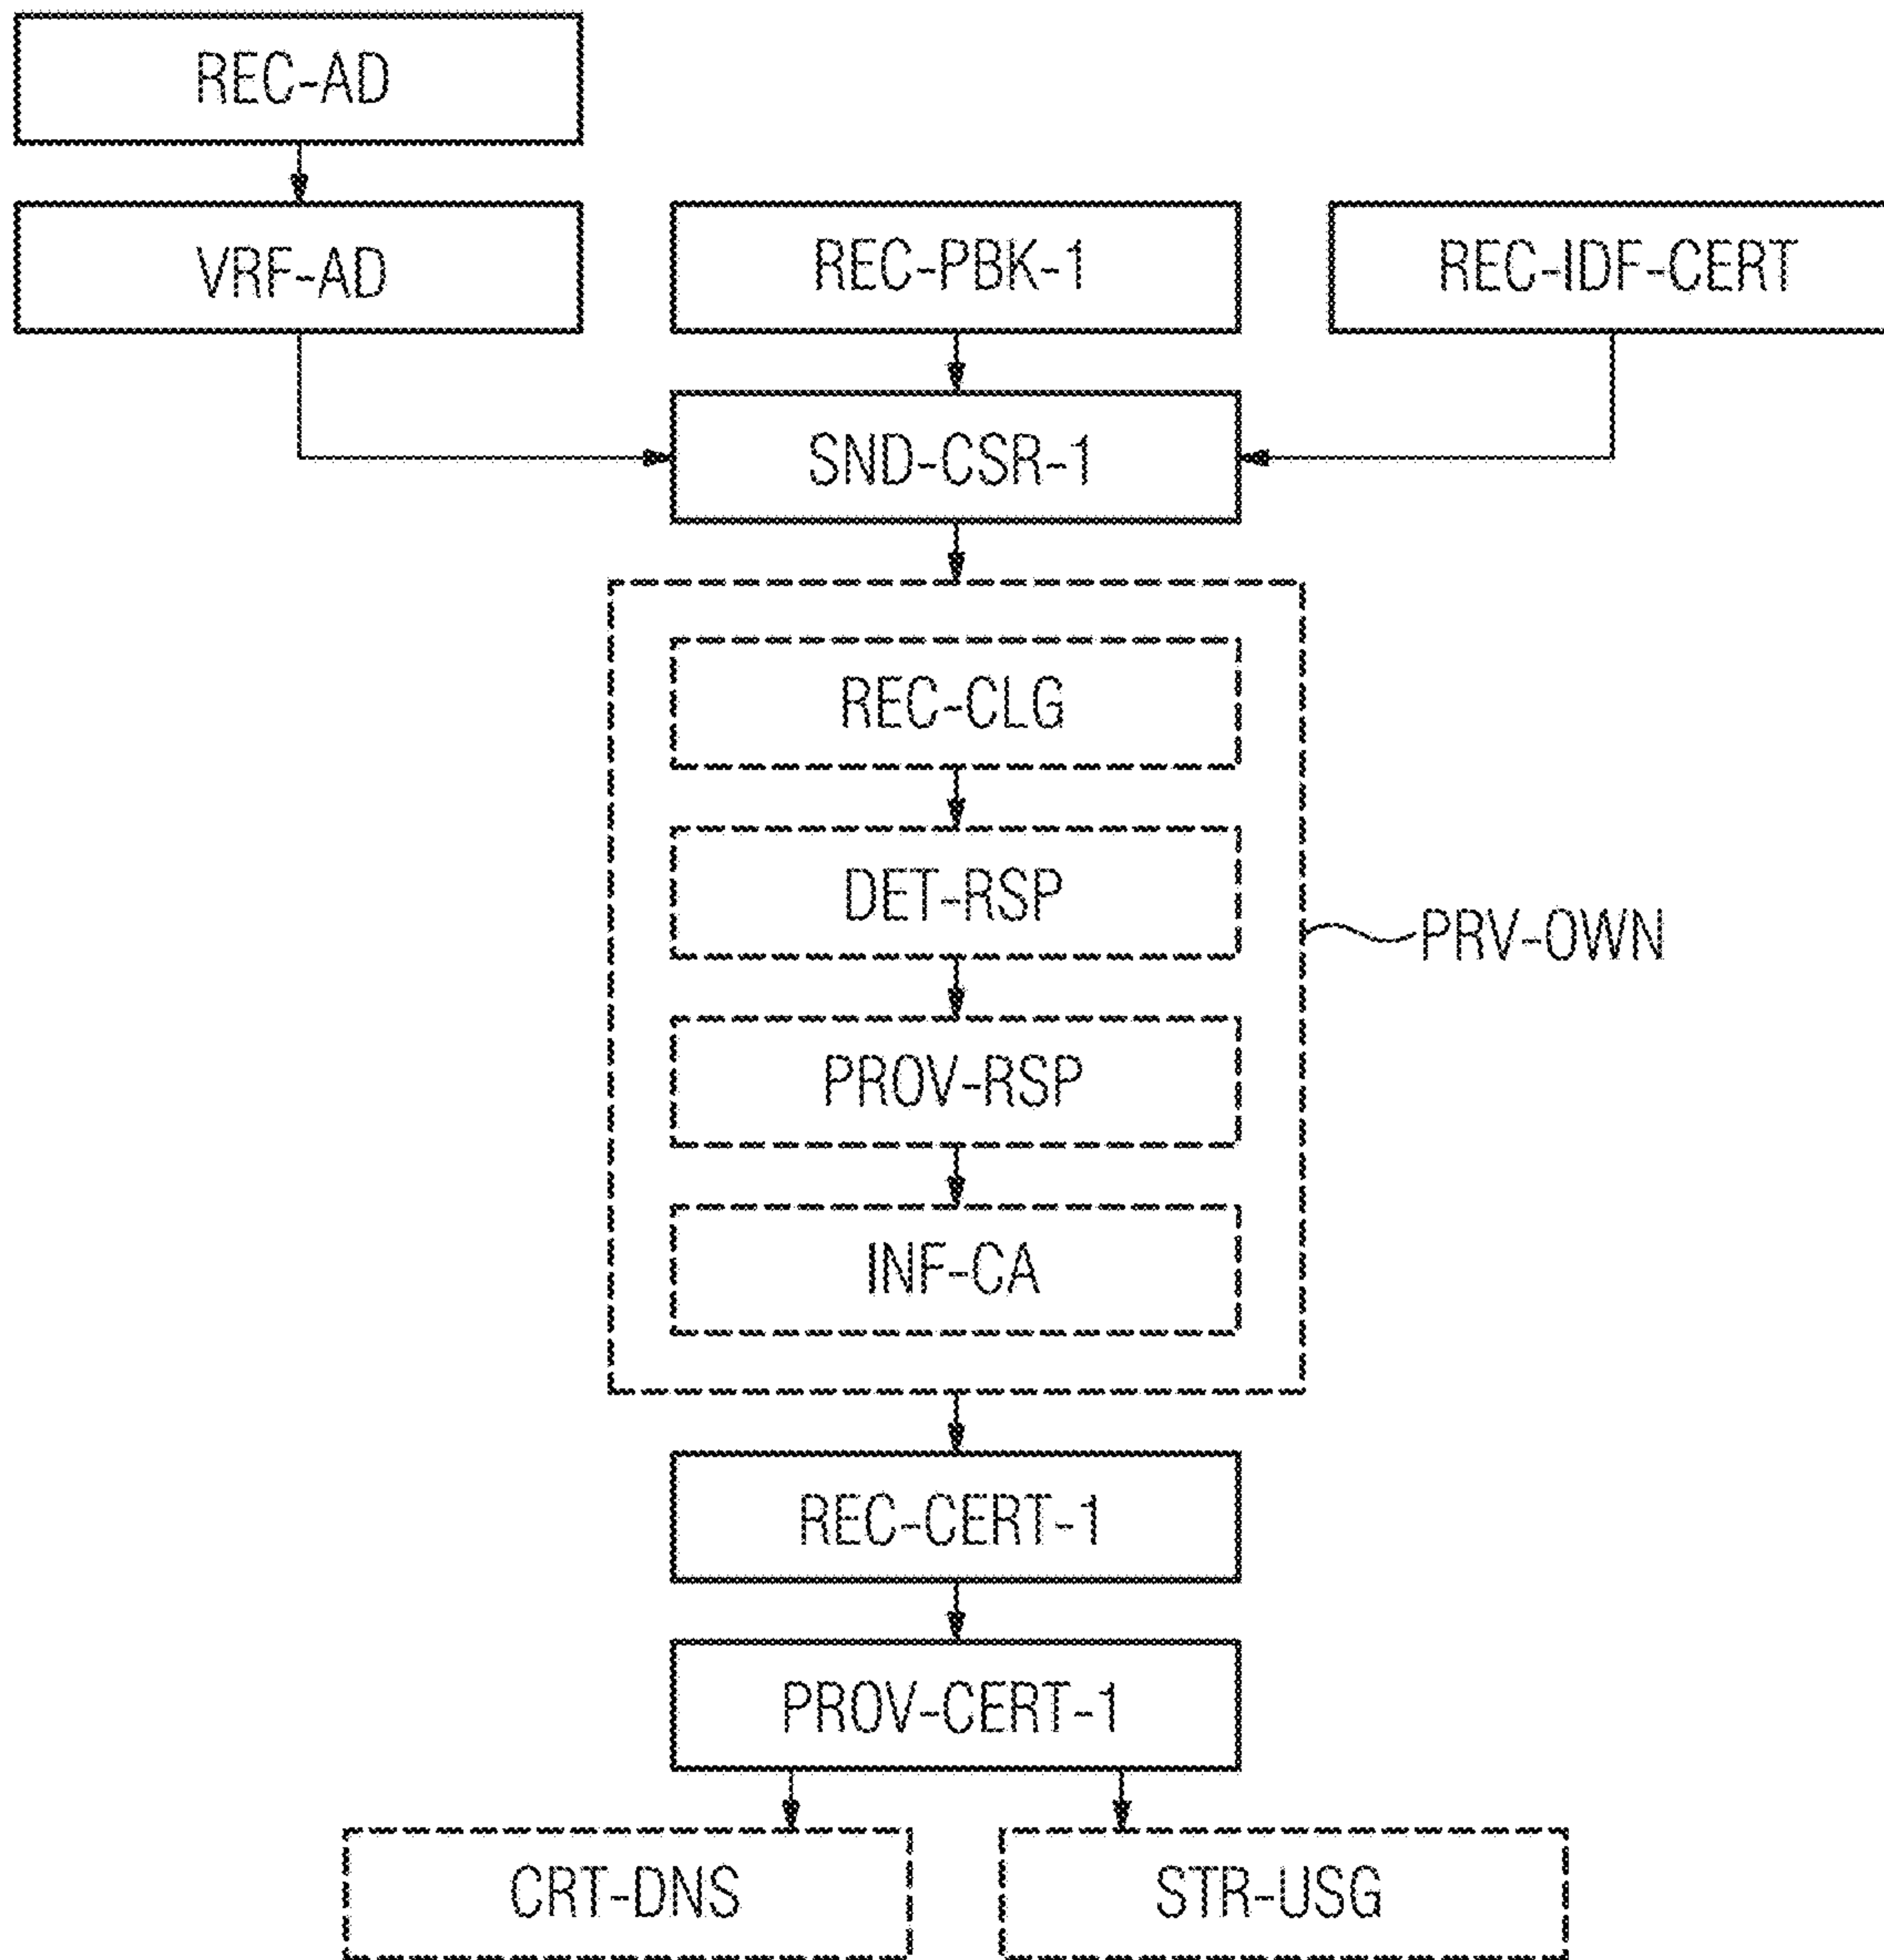 REC-AD
VRF-AD
REC-PBK-1
REC-IDF-CERT
SND-CSR-1
REC-CLG
DET-RSP
PRV-OWN
PROV-RSP
INF-CA
REC-CERT-1
PROV-CERT-1
CRT-DNS
STR-USG